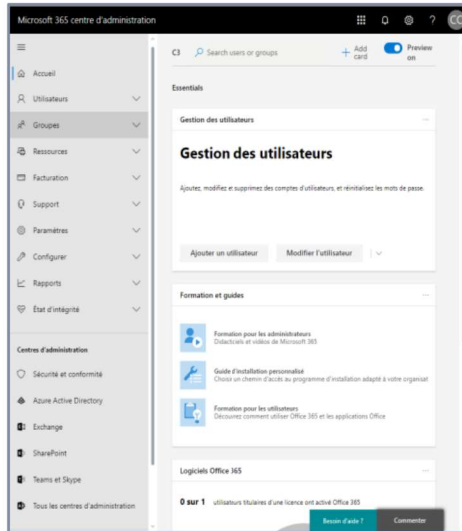 Microsoft 365 centre d'administration
?
CC
Accueil
Utilisateurs
Groupes
Ressources
Facturation
Support
Paramètres
Configurer
Rapports
État d'intégrité
Centres d'administration
Sécurité et conformité
Azure Active Directory
Exchange
SharePoint
Teams et Skype
Tous les centres d'administration
C3
Search users or groups
Add card
Preview on
Essentials
Gestion des utilisateurs
Gestion des utilisateurs
Ajoutez, modifiez et supprimez des comptes d'utilisateurs, et réinitialisez les mots de passe.
Ajouter un utilisateur
Modifier l'utilisateur
Formation et guides
Formation pour les administrateurs
Didacticiels et vidéos de Microsoft 365
Guide d'installation personnalisé
Choisir un chemin d'accès au programme d'installation adapté à votre organisat
Formation pour les utilisateurs
Découvrez comment utiliser Office 365 et les applications Office
Logiciels Office 365
0 sur 1 utilisateurs titulaires d'une licence ont activé Office 365
Besoin d'aide ?
Commenter